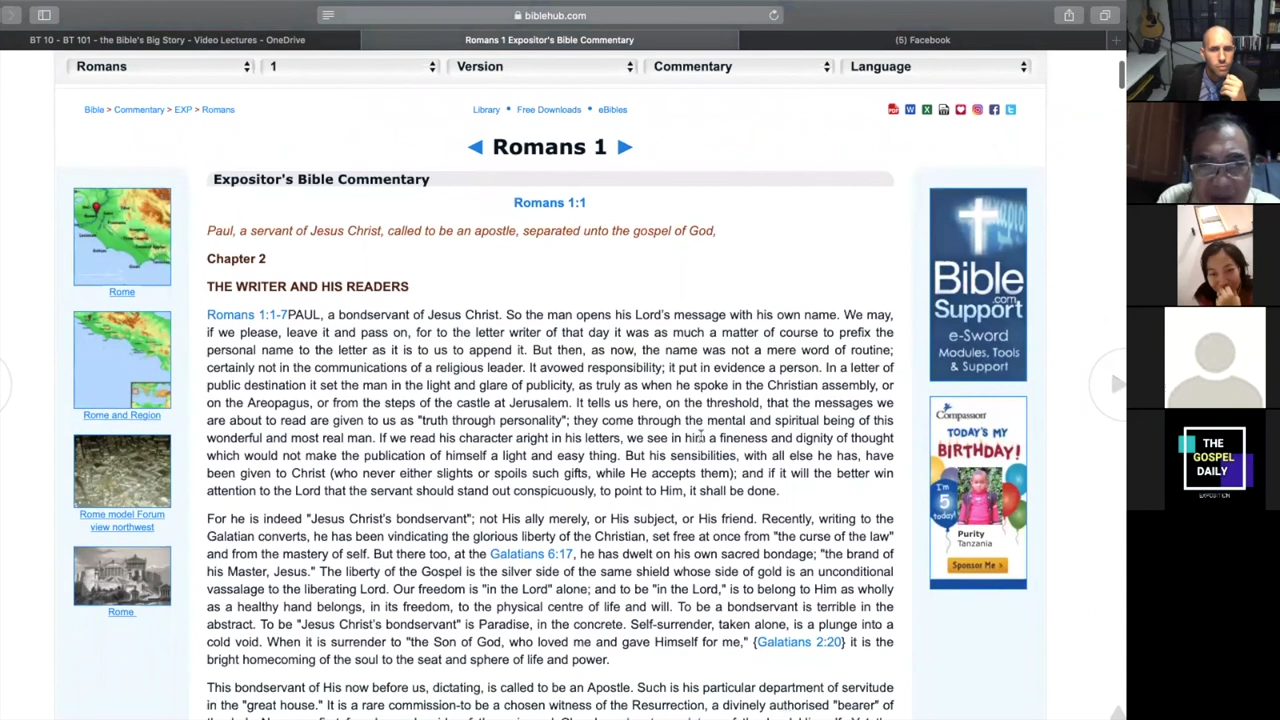 biblehub.com
BT 10 - BT 101 - the Bible's Big Story - Video Lectures - OneDrive
Romans 1 Expositor's Bible Commentary
(5) Facebook
Romans
1
Version
Commentary
Language
Bible > Commentary > EXP > Romans
Library • Free Downloads • eBibles
◄ Romans 1 ►
Expositor's Bible Commentary
Romans 1:1
Paul, a servant of Jesus Christ, called to be an apostle, separated unto the gospel of God,
Chapter 2
THE WRITER AND HIS READERS
Romans 1:1-7PAUL, a bondservant of Jesus Christ. So the man opens his Lord's message with his own name. We may,
if we please, leave it and pass on, for to the letter writer of that day it was as much a matter of course to prefix the
personal name to the letter as it is to us to append it. But then, as now, the name was not a mere word of routine;
certainly not in the communications of a religious leader. It avowed responsibility; it put in evidence a person. In a letter of
public destination it set the man in the light and glare of publicity, as truly as when he spoke in the Christian assembly, or
on the Areopagus, or from the steps of the castle at Jerusalem. It tells us here, on the threshold, that the messages we
are about to read are given to us as "truth through personality"; they come through the mental and spiritual being of this
wonderful and most real man. If we read his character aright in his letters, we see in him a fineness and dignity of thought
which would not make the publication of himself a light and easy thing. But his sensibilities, with all else he has, have
been given to Christ (who never either slights or spoils such gifts, while He accepts them); and if it will the better win
attention to the Lord that the servant should stand out conspicuously, to point to Him, it shall be done.
For he is indeed "Jesus Christ's bondservant"; not His ally merely, or His subject, or His friend. Recently, writing to the
Galatian converts, he has been vindicating the glorious liberty of the Christian, set free at once from "the curse of the law"
and from the mastery of self. But there too, at the Galatians 6:17, he has dwelt on his own sacred bondage; "the brand of
his Master, Jesus." The liberty of the Gospel is the silver side of the same shield whose side of gold is an unconditional
vassalage to the liberating Lord. Our freedom is "in the Lord" alone; and to be "in the Lord," is to belong to Him as wholly
as a healthy hand belongs, in its freedom, to the physical centre of life and will. To be a bondservant is terrible in the
abstract. To be "Jesus Christ's bondservant" is Paradise, in the concrete. Self-surrender, taken alone, is a plunge into a
cold void. When it is surrender to "the Son of God, who loved me and gave Himself for me," {Galatians 2:20} it is the
bright homecoming of the soul to the seat and sphere of life and power.
This bondservant of His now before us, dictating, is called to be an Apostle. Such is his particular department of servitude
in the "great house." It is a rare commission-to be a chosen witness of the Resurrection, a divinely authorised "bearer" of
Rome
Rome and Region
Rome model Forum
view northwest
Rome
Bible
Support
.com
e-Sword
Modules, Tools
& Support
Compassion
TODAY'S MY
BIRTHDAY!
I'm
5
today!
Purity
Tanzania
Sponsor Me ►
THE
GOSPEL
DAILY
EXPOSITION